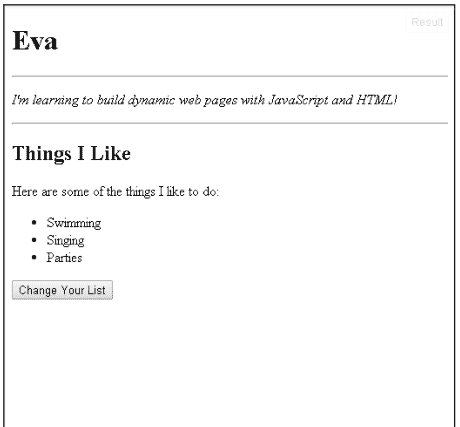 Result
Eva
I'm learning to build dynamic web pages with JavaScript and HTML!
Things I Like
Here are some of the things I like to do:
Swimming
Singing
Parties
Change Your List